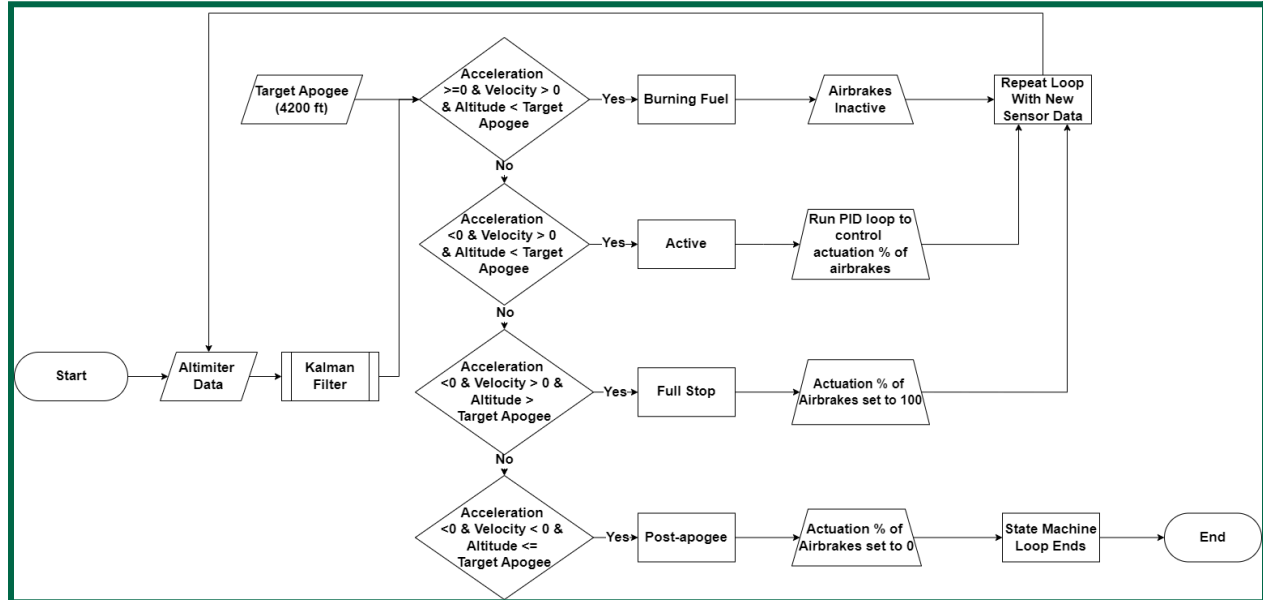 Target Apogee
(4200 ft)
Acceleration
>=0 & Velocity > 0
& Altitude < Target
Apogee
Yes
Burning Fuel
Airbrakes
Inactive
Repeat Loop
With New
Sensor Data
No
Acceleration
<0 & Velocity > 0
& Altitude < Target
Apogee
Yes
Active
Run PID loop to
control
actuation % of
airbrakes
No
Start
Altimiter
Data
Kalman
Filter
Acceleration
<0 & Velocity > 0 &
Altitude >
Target Apogee
Yes
Full Stop
Actuation % of
Airbrakes set to 100
No
Acceleration
<0 & Velocity < 0 &
Altitude <=
Target Apogee
Yes
Post-apogee
Actuation % of
Airbrakes set to 0
State Machine
Loop Ends
End